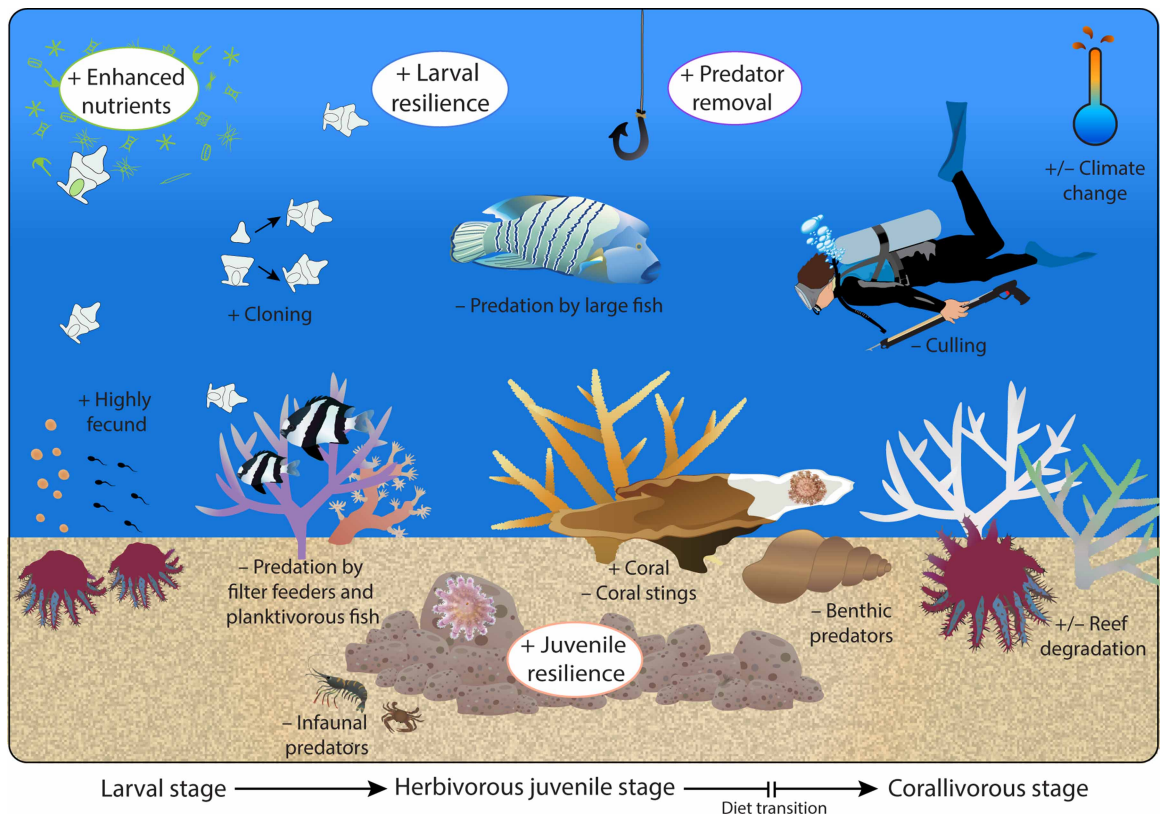 + Enhanced
nutrients
+ Larval
resilience
+ Predator
removal
+/– Climate
change
+ Cloning
– Predation by large fish
– Culling
+ Highly
fecund
– Predation by
filter feeders and
planktivorous fish
+ Coral
– Coral stings
– Benthic
predators
+/– Reef
degradation
+ Juvenile
resilience
– Infaunal
predators
Larval stage
Herbivorous juvenile stage
Diet transition
Corallivorous stage